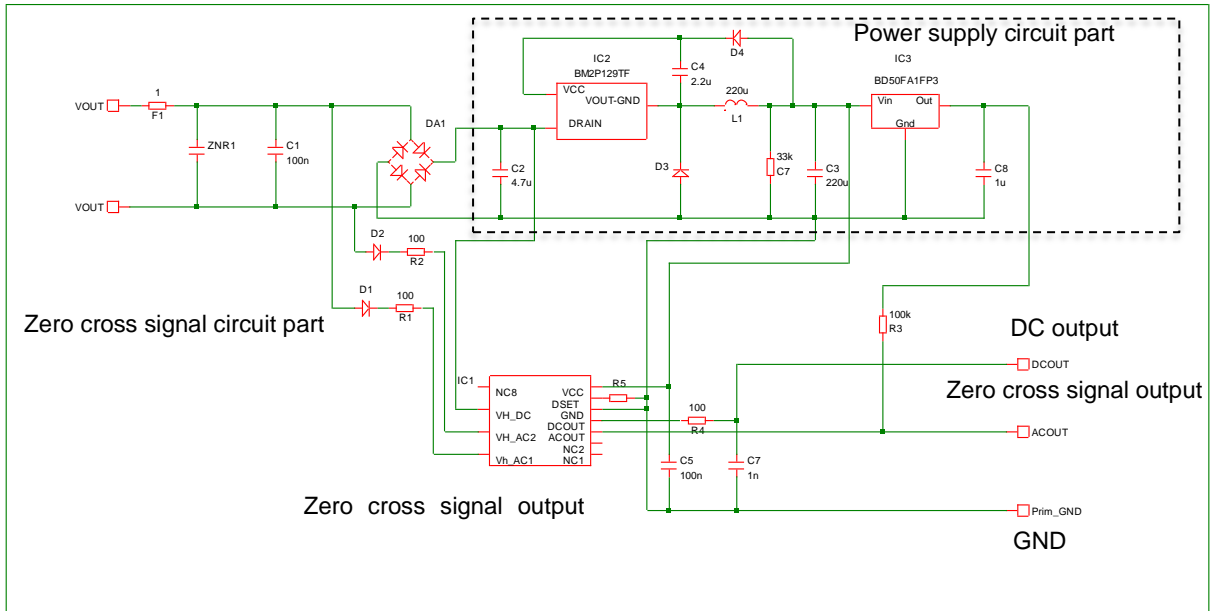 Power supply circuit part
IC2
BM2P129TF
VCC
VOUT-GND
DRAIN
C4
2.2u
D4
220u
L1
IC3
BD50FA1FP3
Vin
Out
Gnd
VOUT
1
F1
ZNR1
C1
100n
DA1
C2
4.7u
D3
33k
C7
C3
220u
C8
1u
VOUT
D2
100
R2
D1
100
R1
Zero cross signal circuit part
100k
R3
DC output
DCOUT
Zero cross signal output
IC1
NC8
VCC
DSET
VH_DC
GND
DCOUT
VH_AC2
ACOUT
NC2
Vh_AC1
NC1
R5
100
R4
ACOUT
C5
100n
C7
1n
Zero cross signal output
Prim_GND
GND